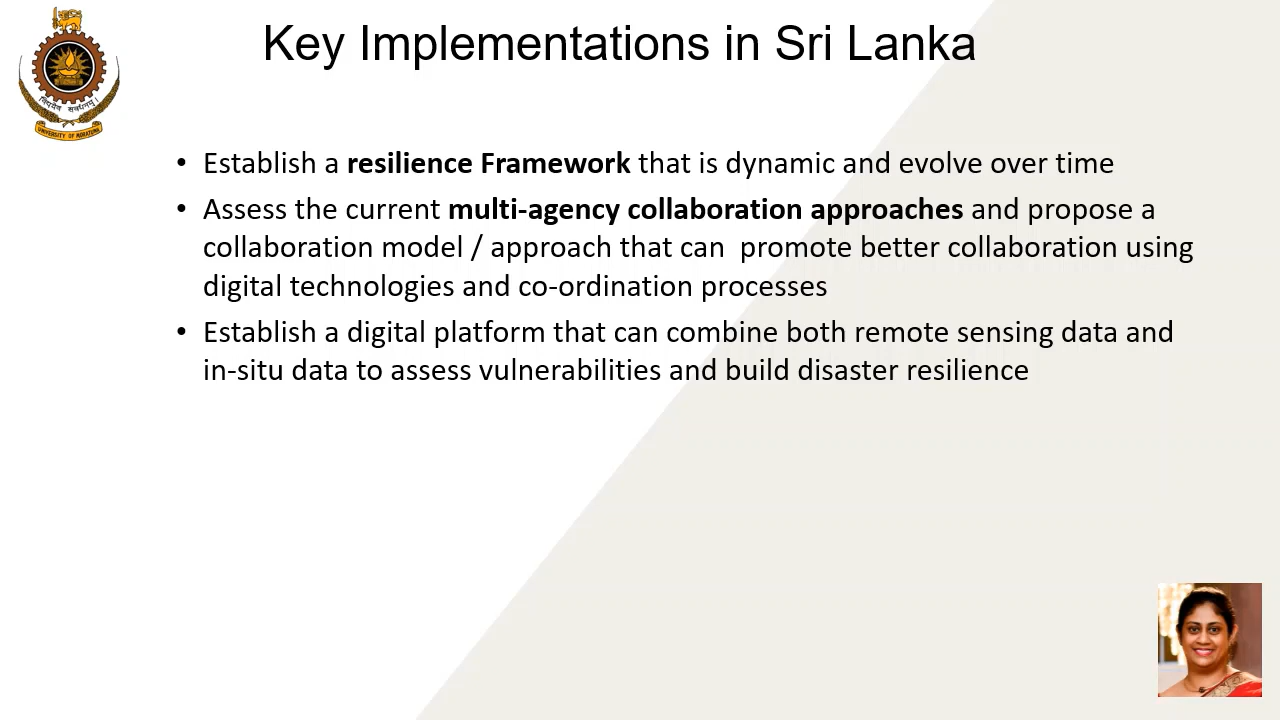 Key Implementations in Sri Lanka
• Establish a resilience Framework that is dynamic and evolve over time
• Assess the current multi-agency collaboration approaches and propose a
collaboration model / approach that can  promote better collaboration using
digital technologies and co-ordination processes
• Establish a digital platform that can combine both remote sensing data and
in-situ data to assess vulnerabilities and build disaster resilience
UNIVERSITY OF MORATUWA